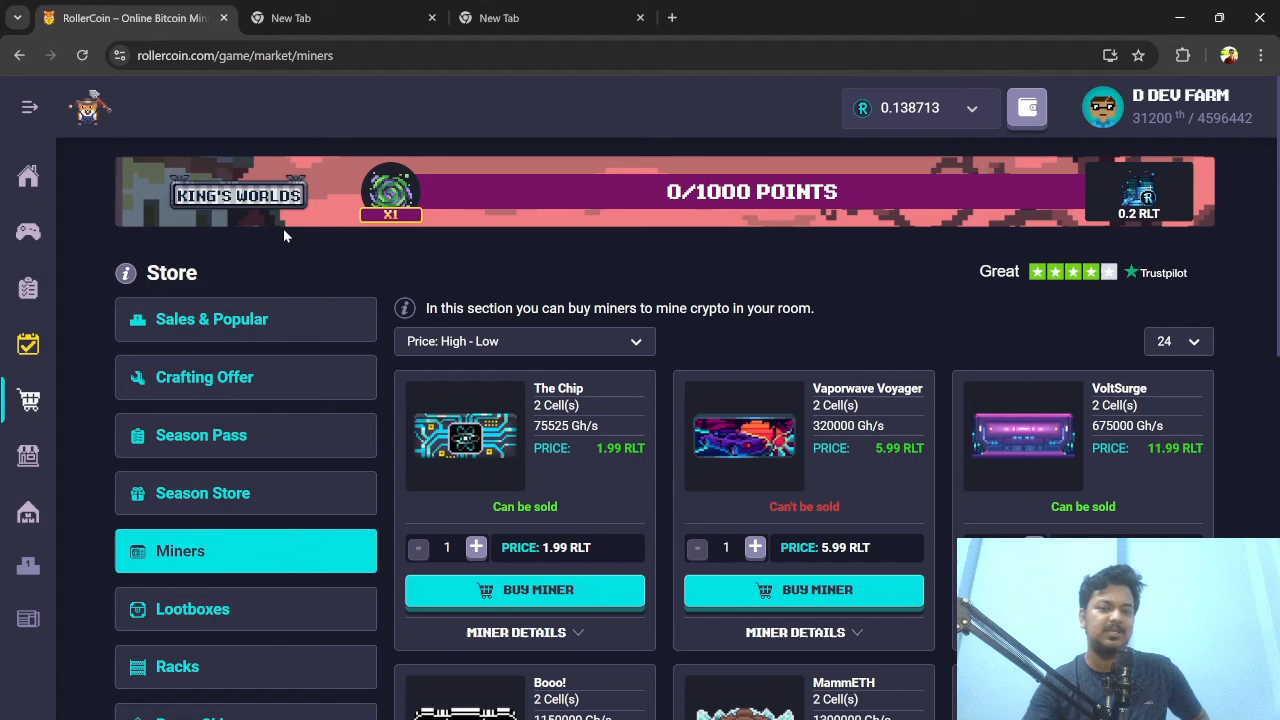 RollerCoin – Online Bitcoin Min
New Tab
New Tab
rollercoin.com/game/market/miners
0.138713
D DEV FARM
31200 th / 4596442
KING'S WORLDS
X1
0/1000 POINTS
0.2 RLT
Store
Great
Trustpilot
Sales & Popular
Crafting Offer
Season Pass
Season Store
Miners
Lootboxes
Racks
In this section you can buy miners to mine crypto in your room.
Price: High - Low
24
The Chip
2 Cell(s)
75525 Gh/s
PRICE: 1.99 RLT
Can be sold
- 1 + PRICE: 1.99 RLT
BUY MINER
MINER DETAILS
Vaporwave Voyager
2 Cell(s)
320000 Gh/s
PRICE: 5.99 RLT
Can't be sold
- 1 + PRICE: 5.99 RLT
BUY MINER
MINER DETAILS
VoltSurge
2 Cell(s)
675000 Gh/s
PRICE: 11.99 RLT
Can be sold
Booo!
2 Cell(s)
1150000 Gh/s
MammETH
2 Cell(s)
1300000 Gh/s